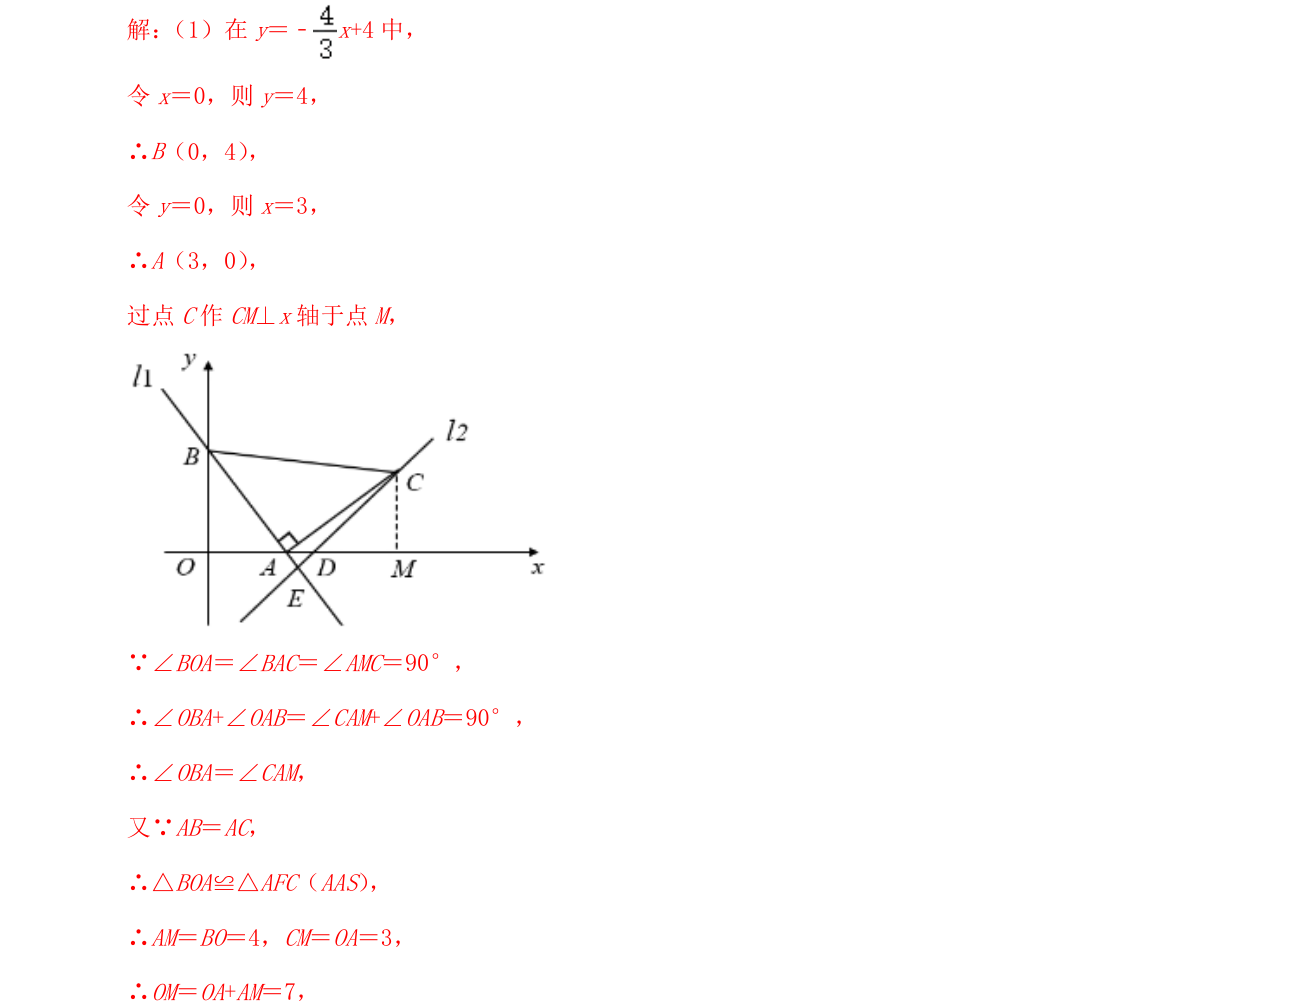 解：（1）在 y＝﹣4/3x+4 中，
令 x＝0，则 y＝4，
∴B（0，4），
令 y＝0，则 x＝3，
∴A（3，0），
过点 C 作 CM⊥x 轴于点 M，
y
l1
l2
B
C
O
A
D
M
x
E
∵∠BOA＝∠BAC＝∠AMC＝90°，
∴∠OBA+∠OAB＝∠CAM+∠OAB＝90°，
∴∠OBA＝∠CAM，
又∵AB＝AC，
∴△BOA≌△AFC（AAS），
∴AM＝BO＝4，CM＝OA＝3，
∴OM＝OA+AM＝7，